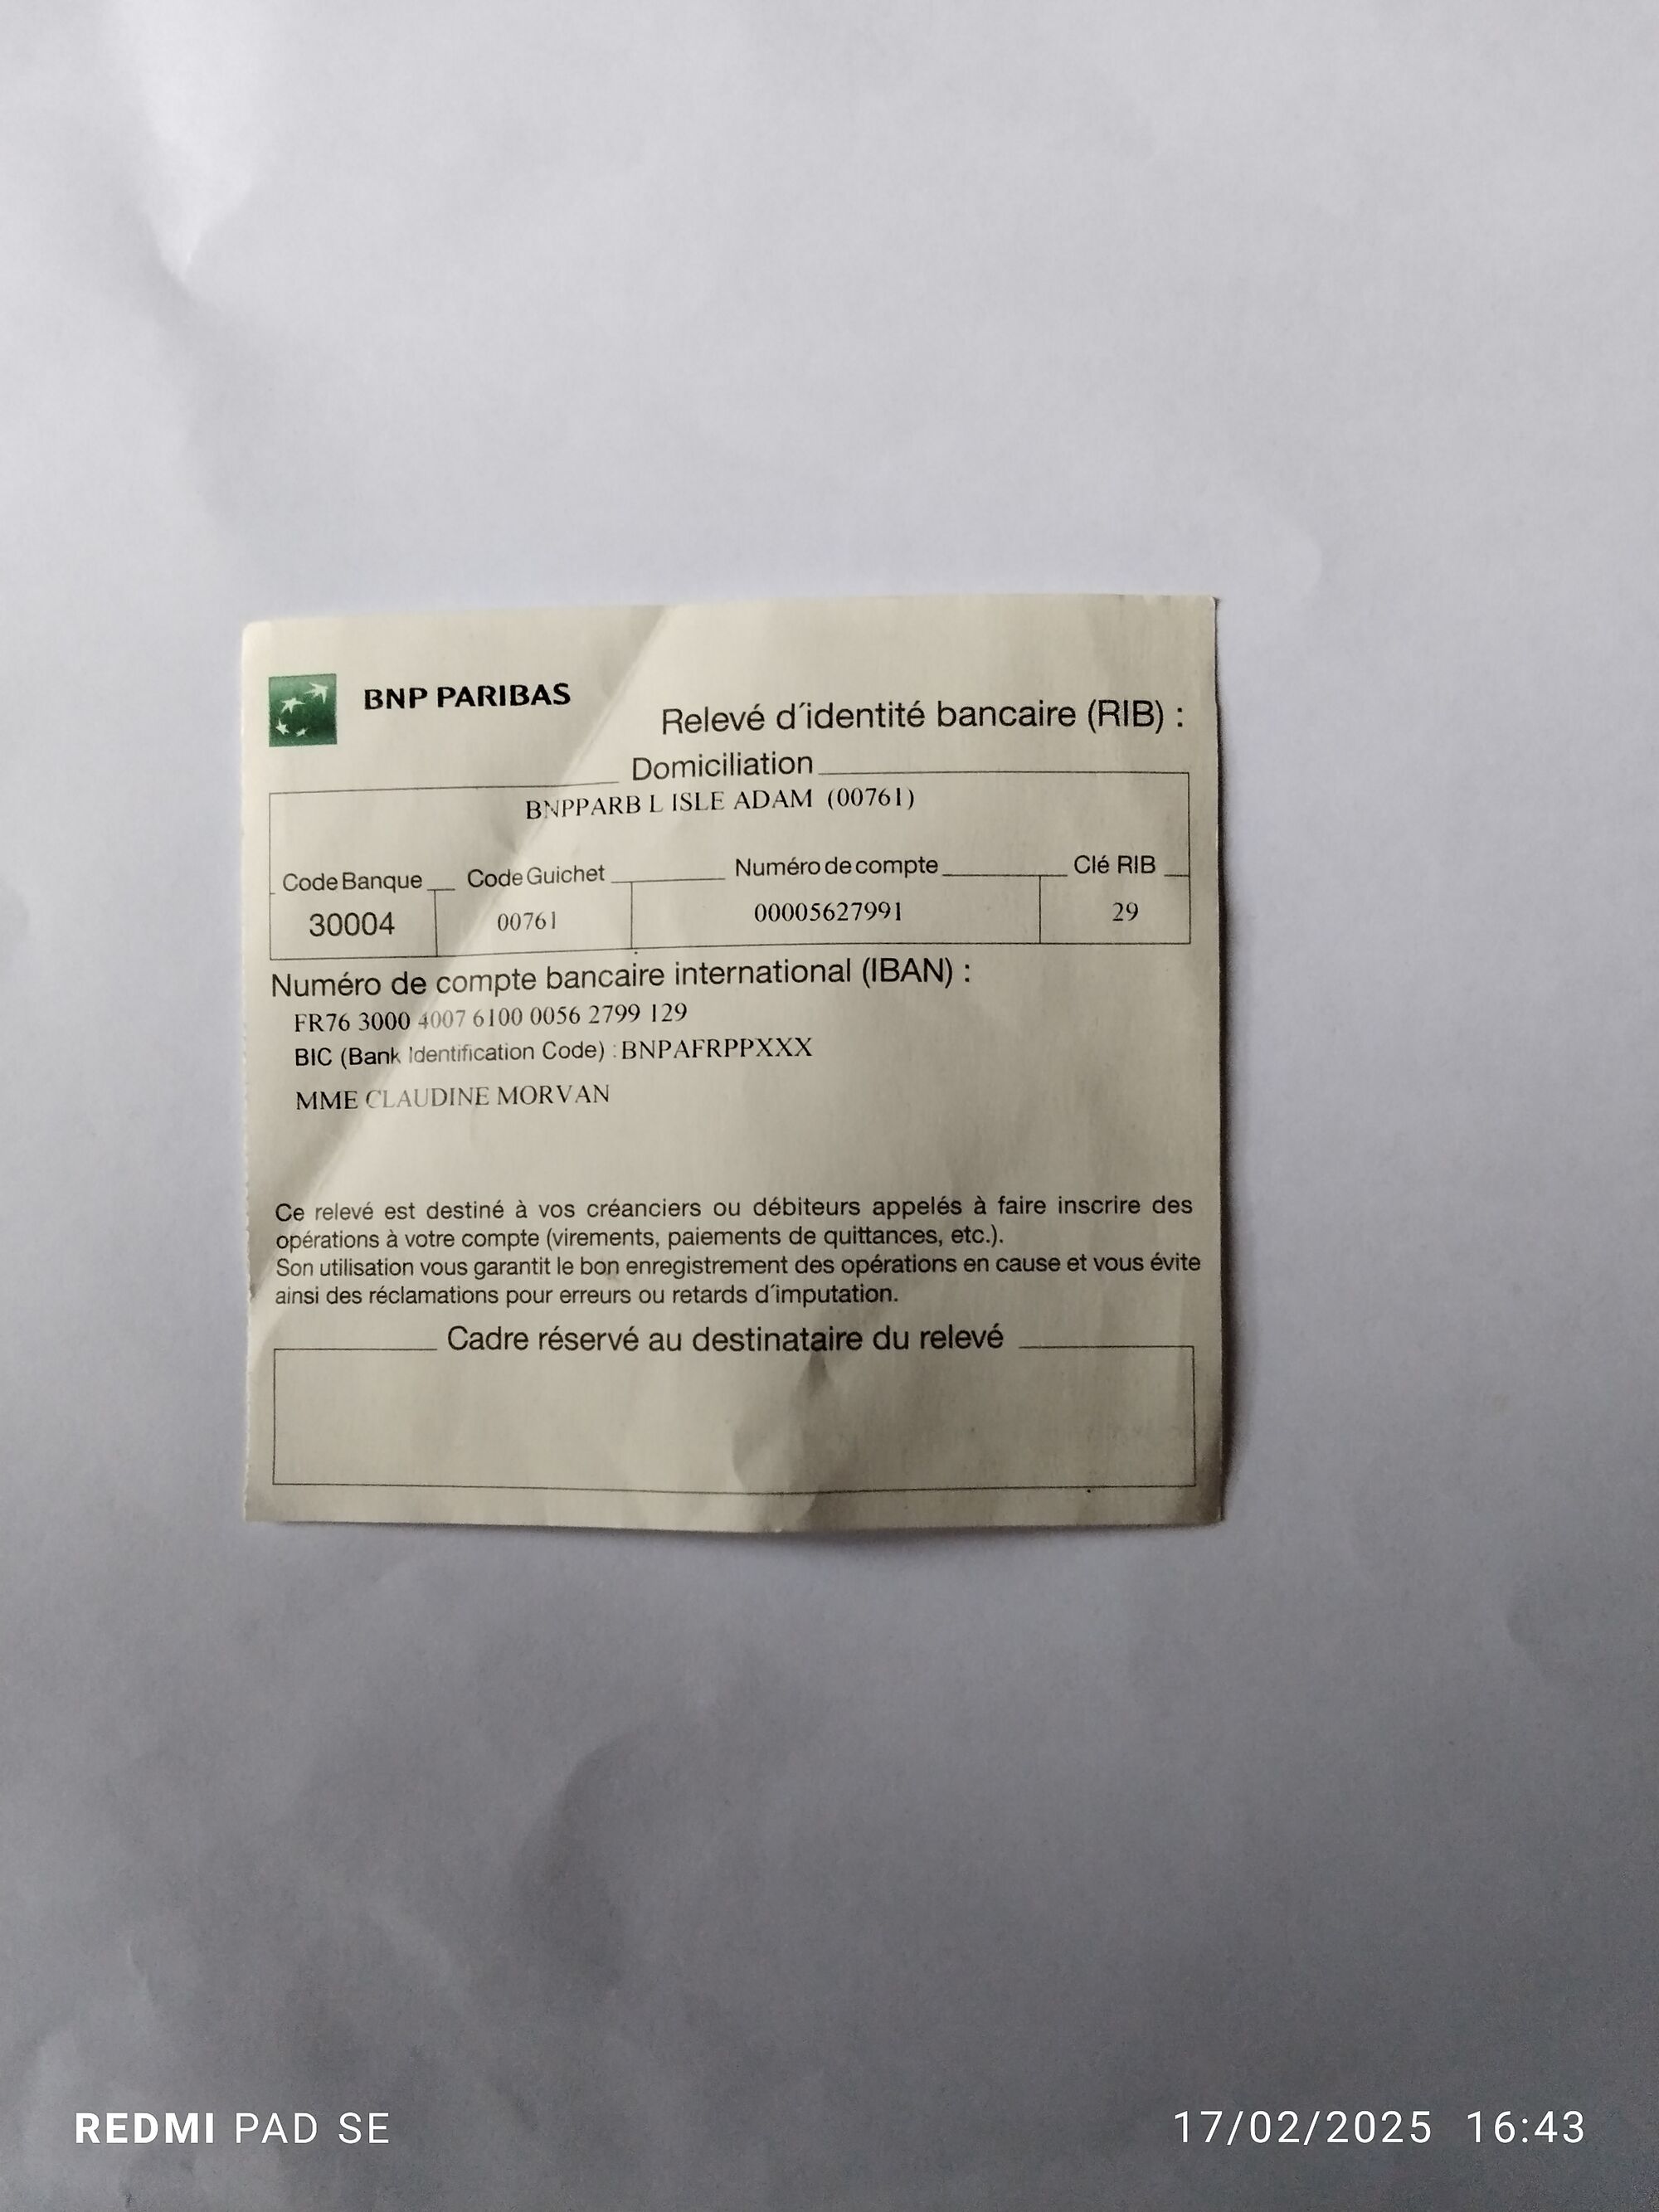 BNP PARIBAS
Relevé d'identité bancaire (RIB) :
Domiciliation
BNPPARB L ISLE ADAM (00761)
Code Banque Code Guichet Numéro de compte Clé RIB
30004 00761 00005627991 29
Numéro de compte bancaire international (IBAN) :
FR76 3000 4007 6100 0056 2799 129
BIC (Bank Identification Code) : BNPAFRPPXXX
MME CLAUDINE MORVAN
Ce relevé est destiné à vos créanciers ou débiteurs appelés à faire inscrire des
opérations à votre compte (virements, paiements de quittances, etc.).
Son utilisation vous garantit le bon enregistrement des opérations en cause et vous évite
ainsi des réclamations pour erreurs ou retards d'imputation.
Cadre réservé au destinataire du relevé
REDMI PAD SE
17/02/2025 16:43